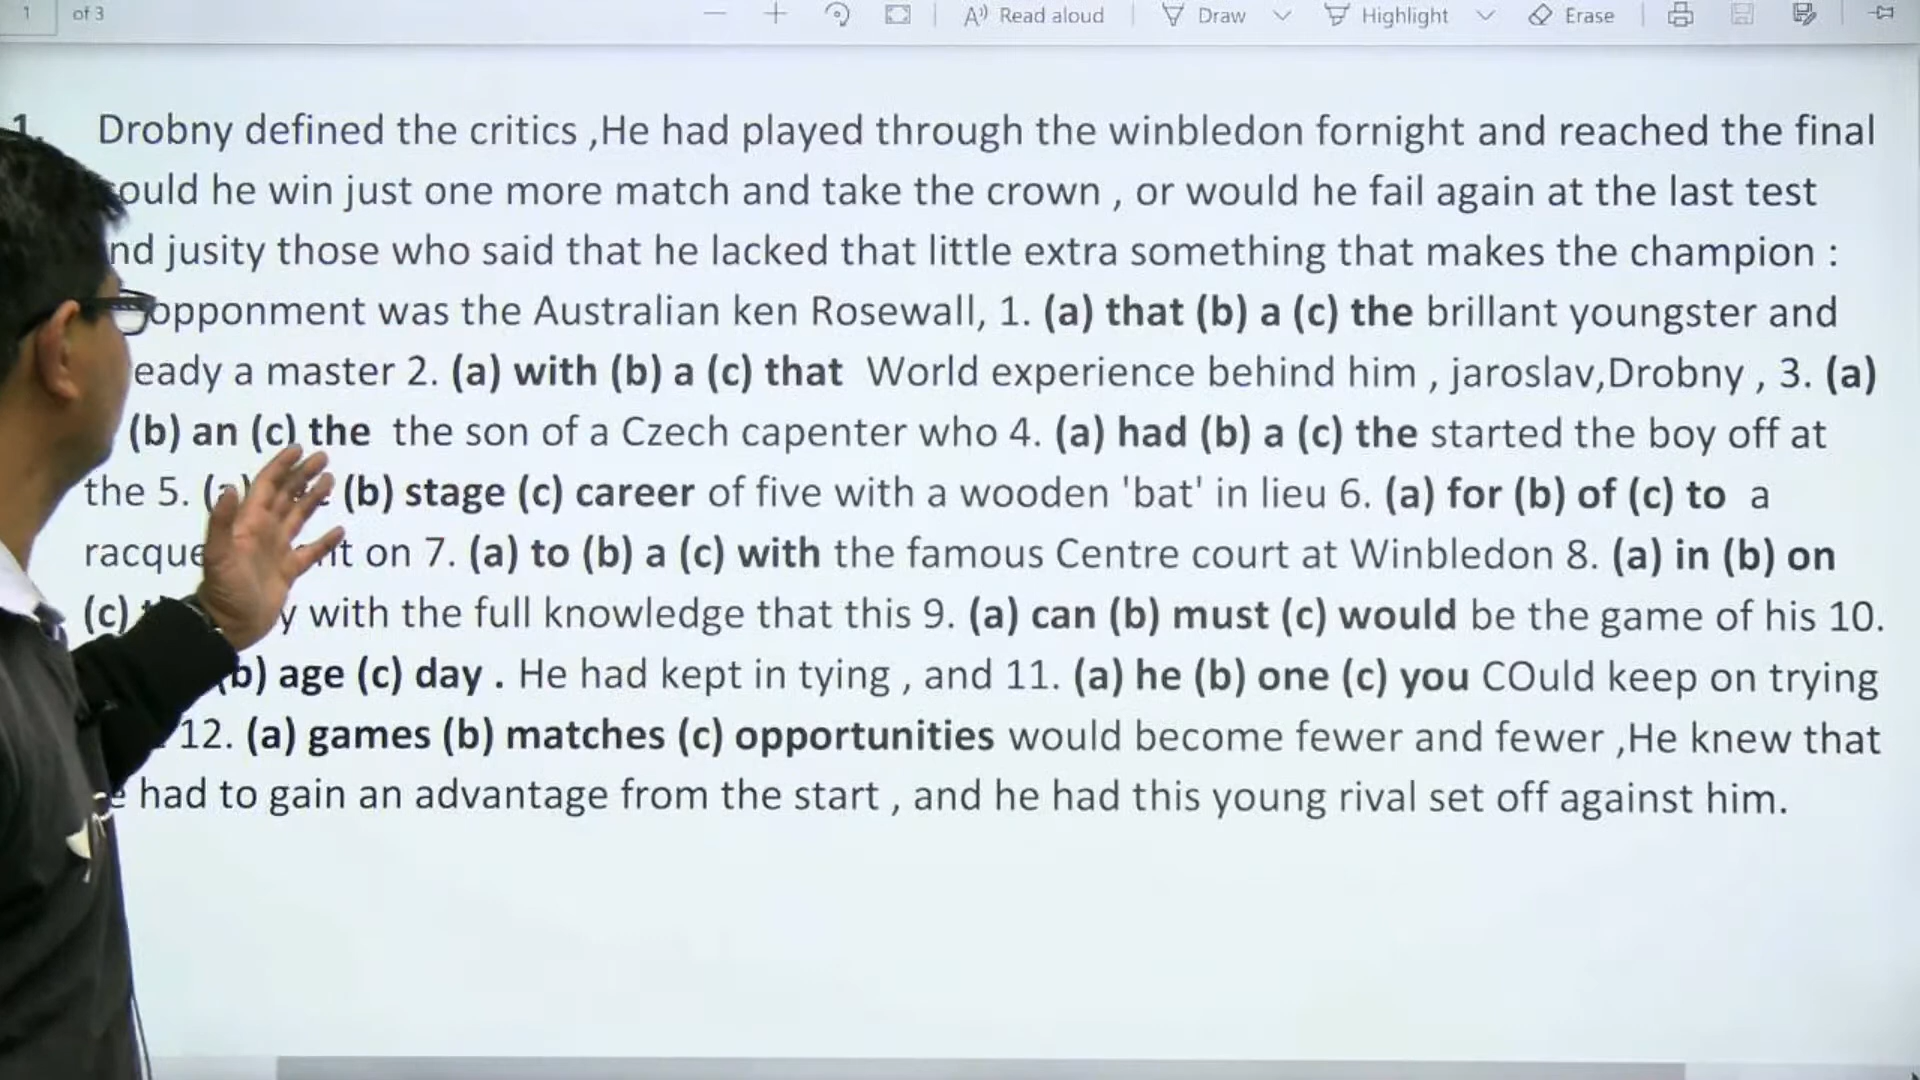 1 of 3 Read aloud Draw Highlight Erase
1. Drobny defined the critics ,He had played through the winbledon fornight and reached the final
he win just one more match and take the crown , or would he fail again at the last test
jusity those who said that he lacked that little extra something that makes the champion :
opponment was the Australian ken Rosewall, 1. (a) that (b) a (c) the brillant youngster and
a master 2. (a) with (b) a (c) that World experience behind him , jaroslav,Drobny , 3. (a)
(b) an (c) the the son of a Czech capenter who 4. (a) had (b) a (c) the started the boy off at
the 5. (b) stage (c) career of five with a wooden 'bat' in lieu 6. (a) for (b) of (c) to a
on 7. (a) to (b) a (c) with the famous Centre court at Winbledon 8. (a) in (b) on
(c) with the full knowledge that this 9. (a) can (b) must (c) would be the game of his 10.
(b) age (c) day . He had kept in tying , and 11. (a) he (b) one (c) you COuld keep on trying
12. (a) games (b) matches (c) opportunities would become fewer and fewer ,He knew that
had to gain an advantage from the start , and he had this young rival set off against him.